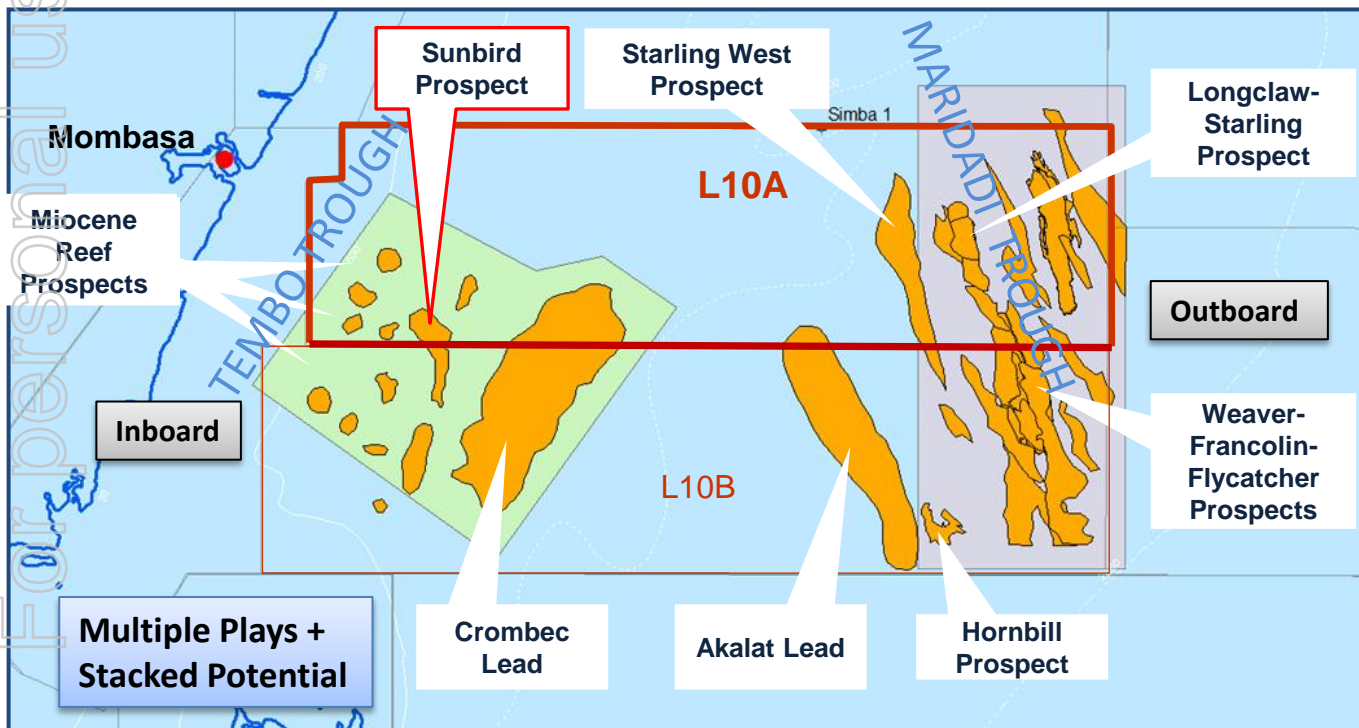 For personal us
Mombasa
Sunbird
Prospect
Starling West
Prospect
Simba 1
MARIDADI TROUGH
Longclaw-
Starling
Prospect
L10A
Miocene
Reef
Prospects
TEMBO TROUGH
Outboard
Inboard
L10B
Weaver-
Francolin-
Flycatcher
Prospects
Multiple Plays +
Stacked Potential
Crombec
Lead
Akalat Lead
Hornbill
Prospect
200